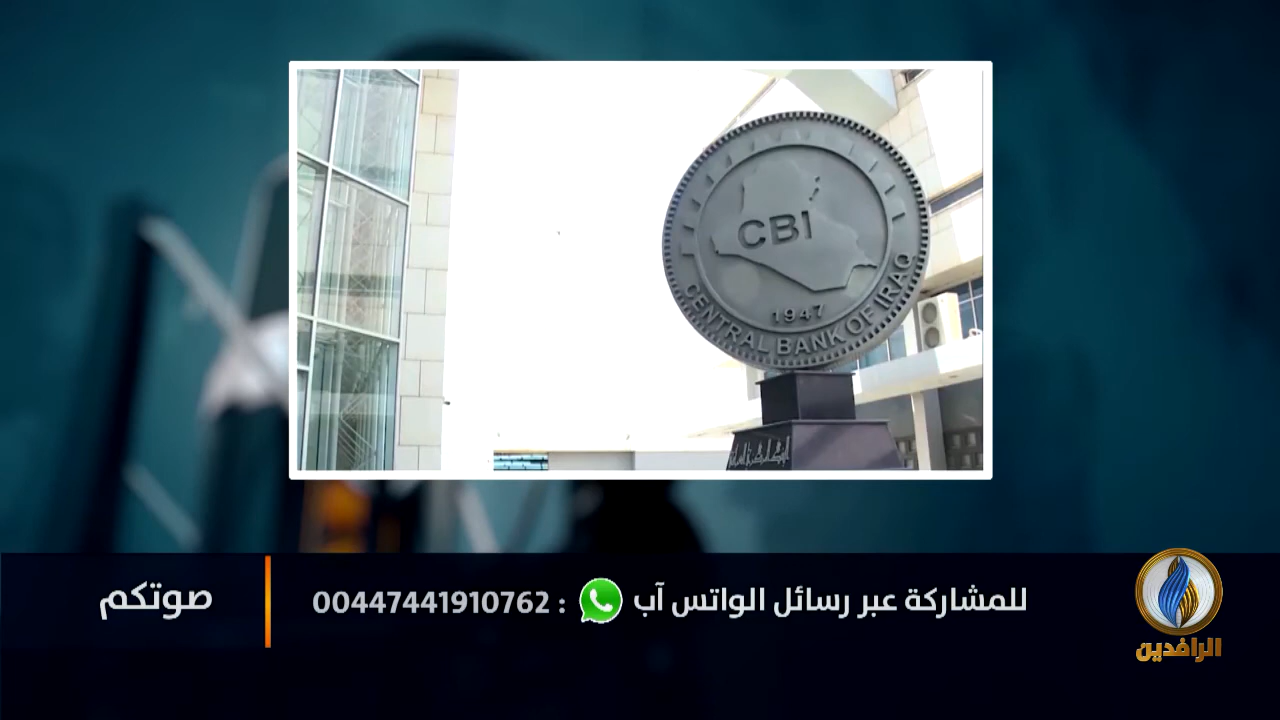 CBI
1947
CENTRAL BANK OF IRAQ
للمشاركة عبر رسائل الواتس آب : 00447441910762
صوتكم
الرافدين